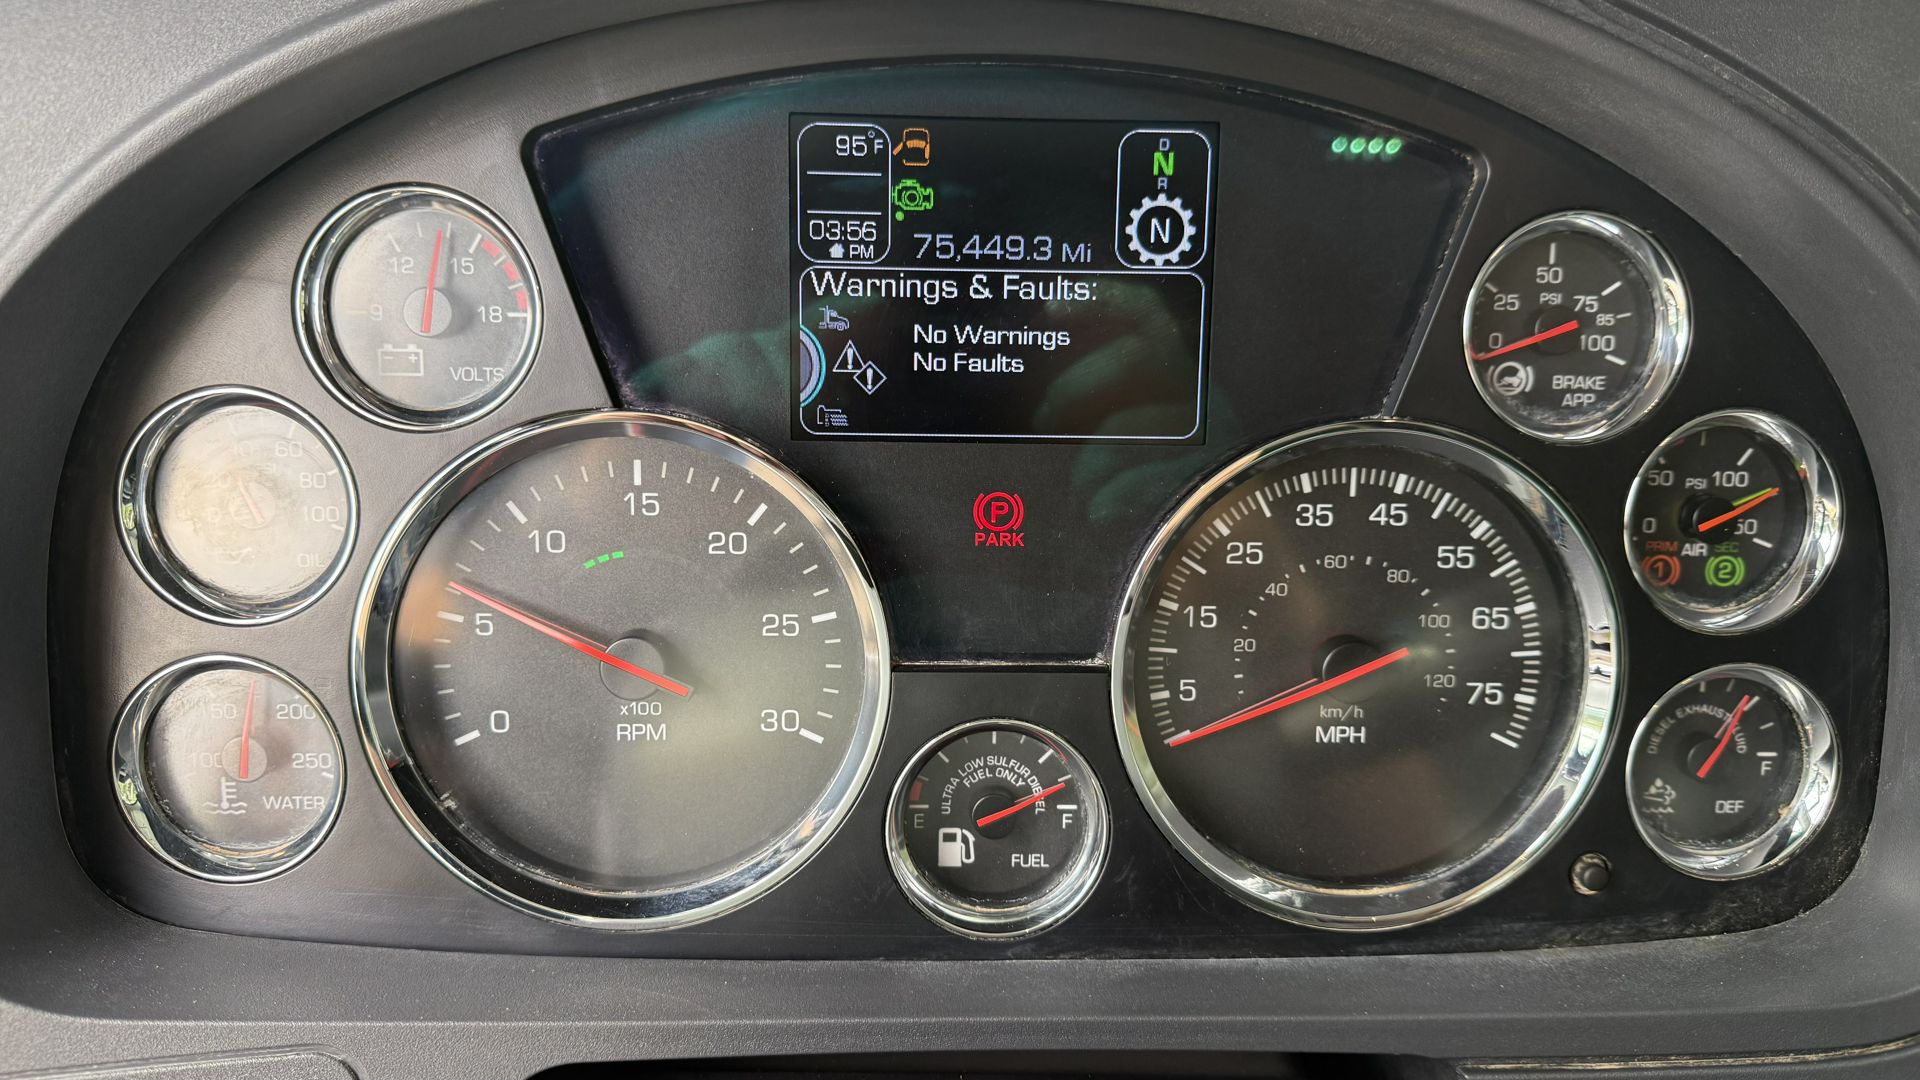 95°F
03:56
PM
75,449.3 Mi
D
N
R
N
Warnings & Faults:
No Warnings
No Faults
12
15
9
18
VOLTS
60
80
100
OIL
150
200
100
250
WATER
0
5
10
15
20
25
30
x100
RPM
P
PARK
ULTRA LOW SULFUR DIESEL
FUEL ONLY
E
F
FUEL
5
15
25
35
45
55
65
75
20
40
60
80
100
120
km/h
MPH
0
25
50
75
85
100
PSI
BRAKE
APP
0
50
PSI
100
PRIM
AIR
SEC
1
2
DIESEL EXHAUST FLUID
F
DEF